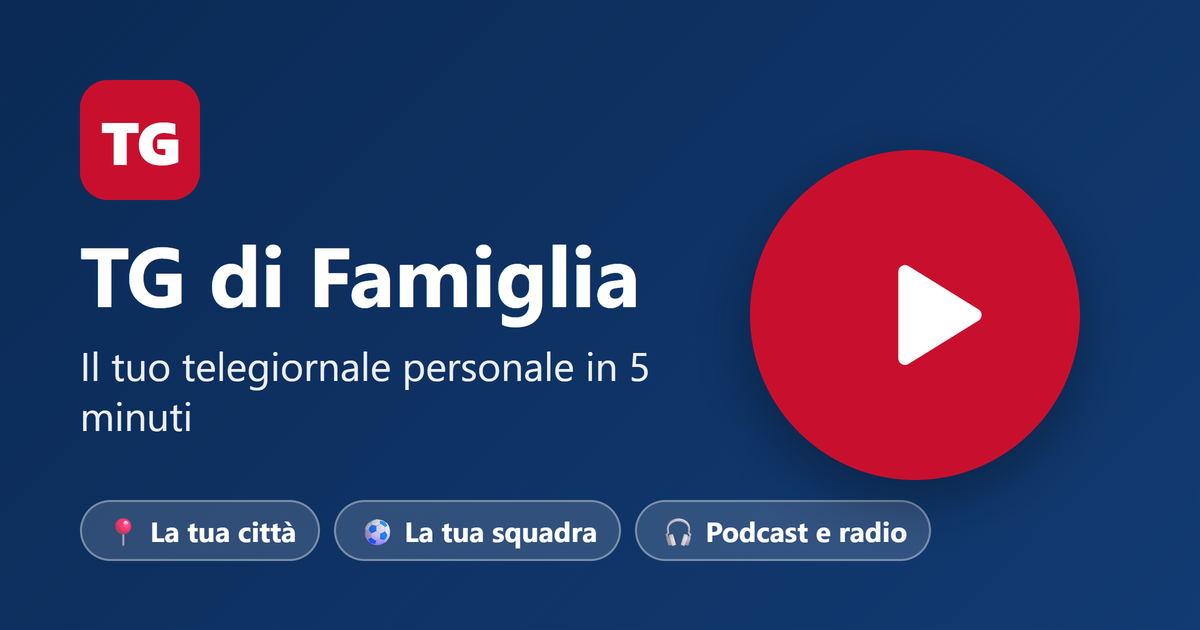 TG
TG di Famiglia
Il tuo telegiornale personale in 5
minuti
La tua città
La tua squadra
Podcast e radio